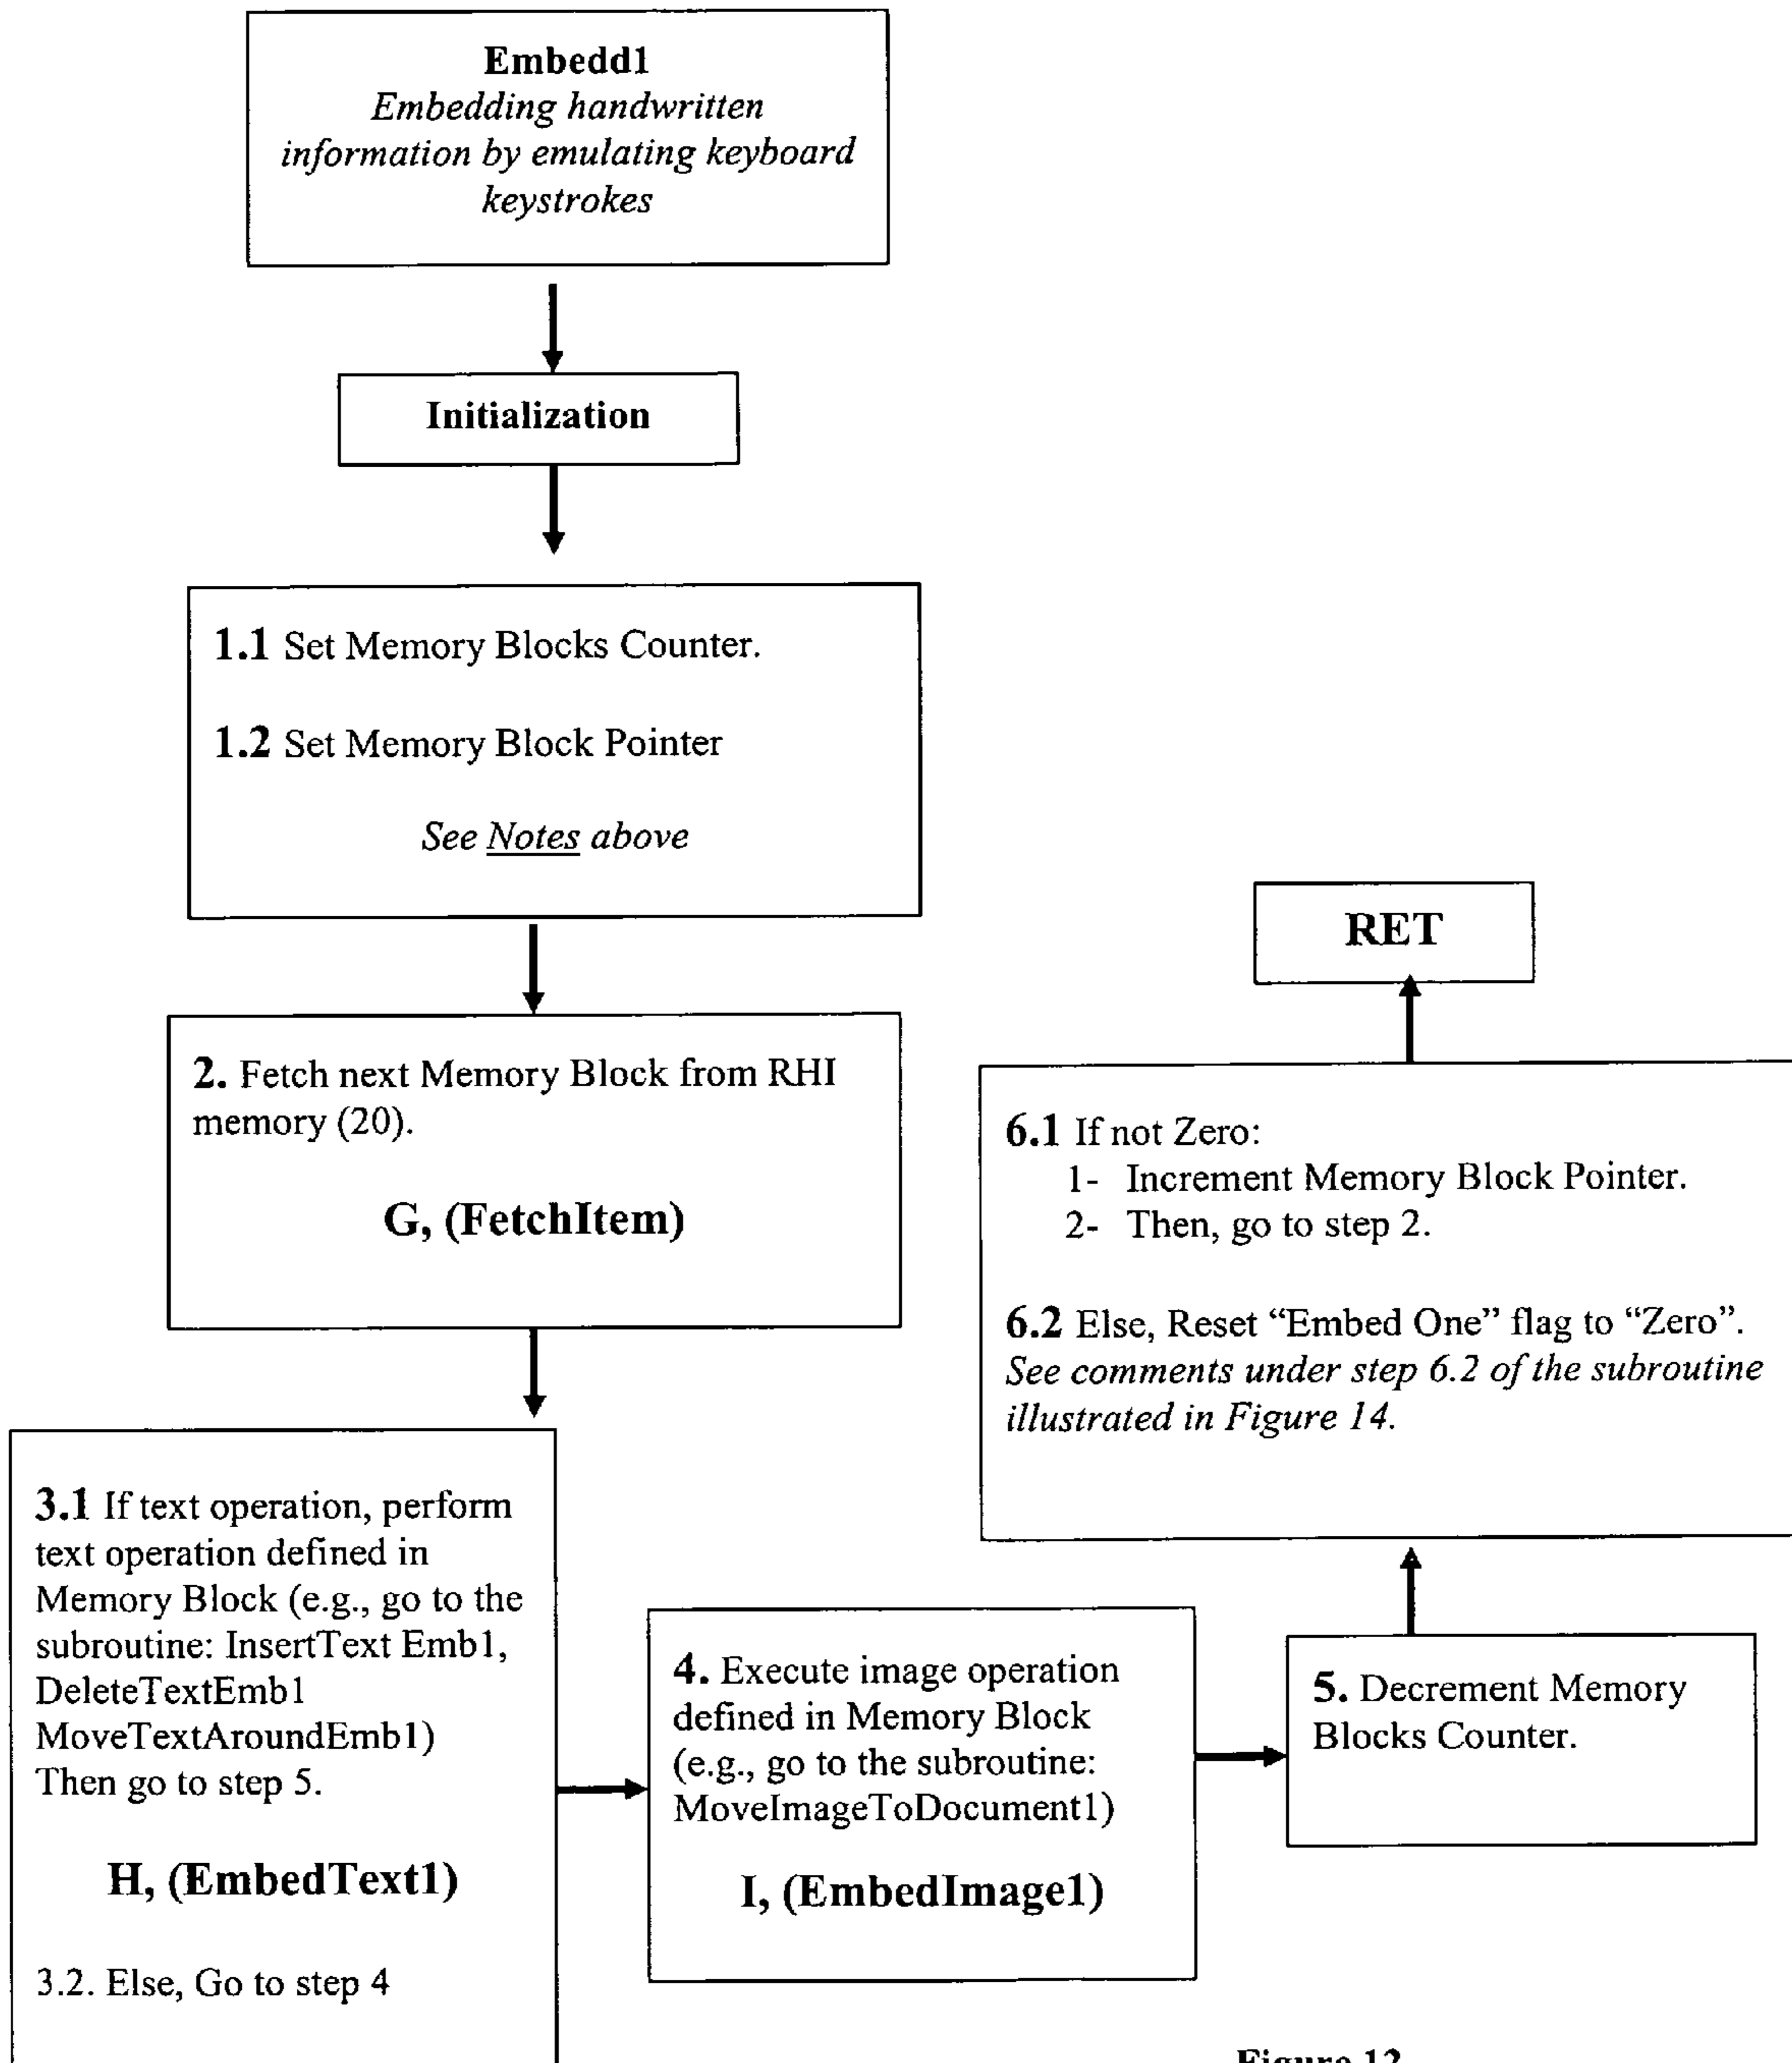 Embedd1
Embedding handwritten
information by emulating keyboard
keystrokes
Initialization
1.1 Set Memory Blocks Counter.
1.2 Set Memory Block Pointer
See Notes above
2. Fetch next Memory Block from RHI
memory (20).
G, (FetchItem)
3.1 If text operation, perform
text operation defined in
Memory Block (e.g., go to the
subroutine: InsertText Emb1,
DeleteTextEmb1
MoveTextAroundEmb1)
Then go to step 5.
H, (EmbedText1)
3.2. Else, Go to step 4
4. Execute image operation
defined in Memory Block
(e.g., go to the subroutine:
MoveImageToDocument1)
I, (EmbedImage1)
5. Decrement Memory
Blocks Counter.
6.1 If not Zero:
1- Increment Memory Block Pointer.
2- Then, go to step 2.
6.2 Else, Reset “Embed One” flag to “Zero”.
See comments under step 6.2 of the subroutine
illustrated in Figure 14.
RET
Figure 12